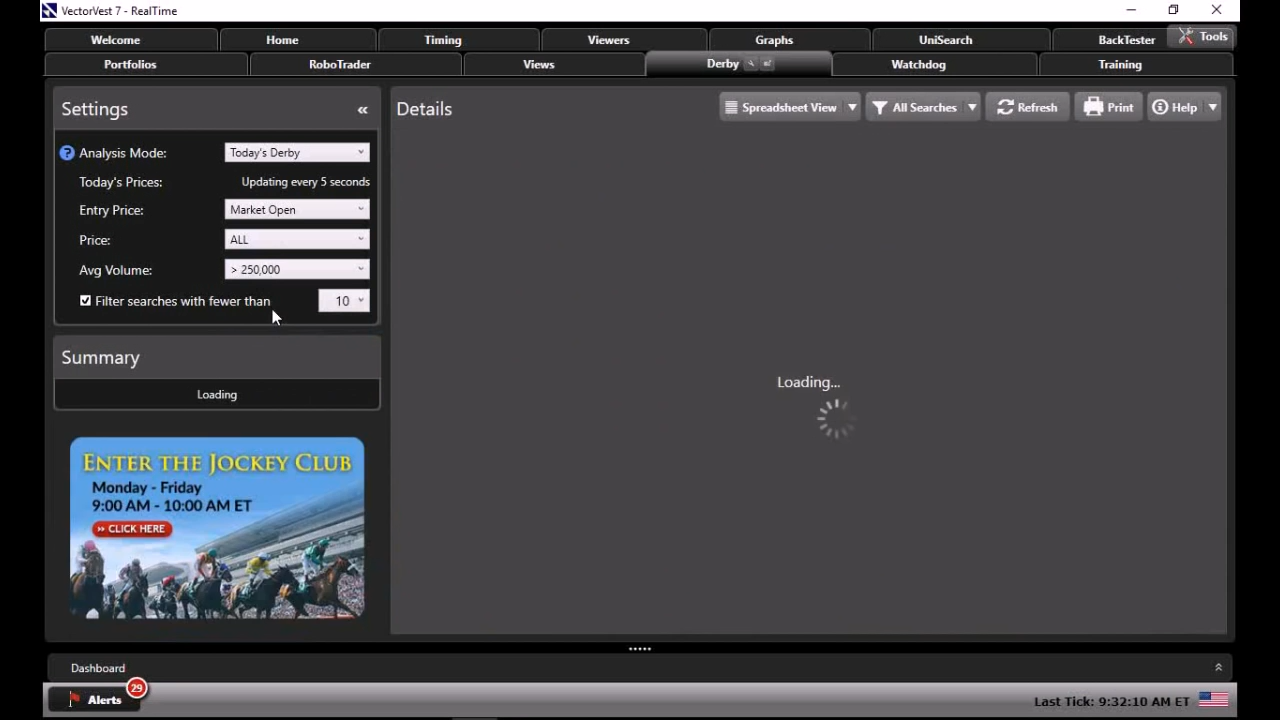 VectorVest 7 - RealTime
Welcome
Home
Timing
Viewers
Graphs
UniSearch
BackTester
Tools
Portfolios
RoboTrader
Views
Derby
Watchdog
Training
Settings
«
Details
Spreadsheet View
All Searches
Refresh
Print
Help
? Analysis Mode: Today's Derby
Today's Prices: Updating every 5 seconds
Entry Price: Market Open
Price: ALL
Avg Volume: > 250,000
Filter searches with fewer than 10
Summary
Loading
Loading...
ENTER THE JOCKEY CLUB
Monday - Friday
9:00 AM - 10:00 AM ET
>> CLICK HERE
Dashboard
Alerts
29
Last Tick: 9:32:10 AM ET